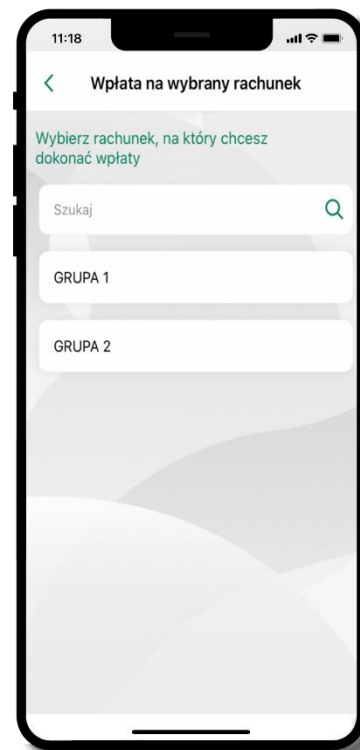 11:18
Wpłata na wybrany rachunek
Wybierz rachunek, na który chcesz
dokonać wpłaty
Szukaj
GRUPA 1
GRUPA 2